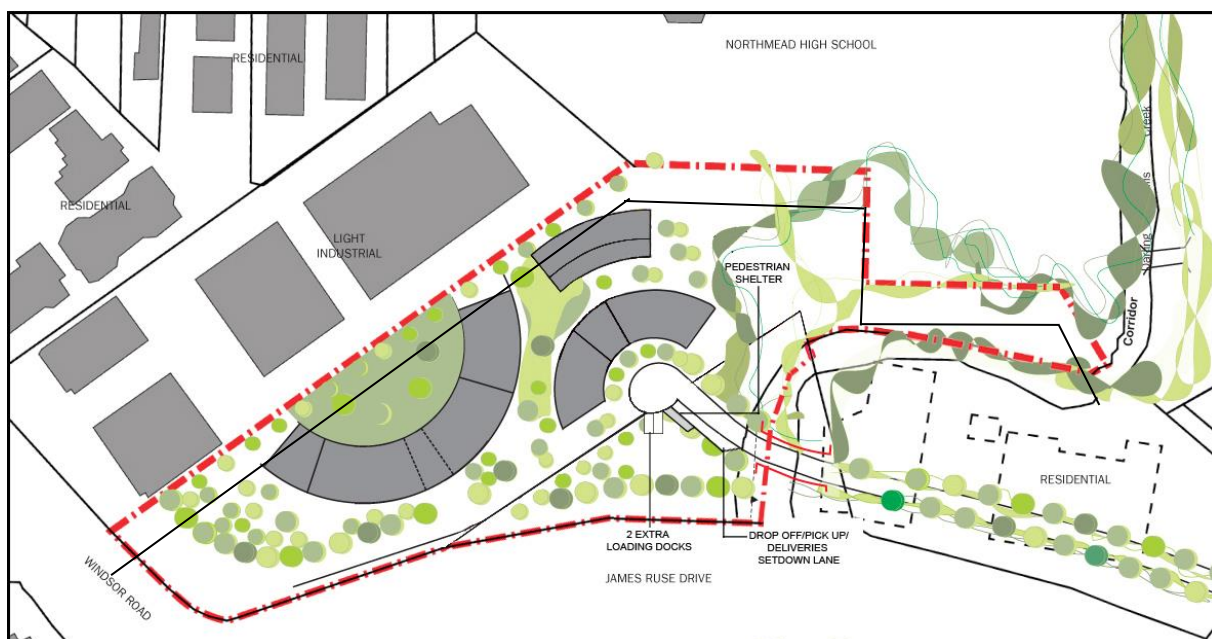 NORTHMEAD HIGH SCHOOL
RESIDENTIAL
RESIDENTIAL
LIGHT
INDUSTRIAL
PEDESTRIAN
SHELTER
Creek
Corridor
RESIDENTIAL
2 EXTRA
LOADING DOCKS
DROP OFF/PICK UP/
DELIVERIES
SETDOWN LANE
WINDSOR ROAD
JAMES RUSE DRIVE